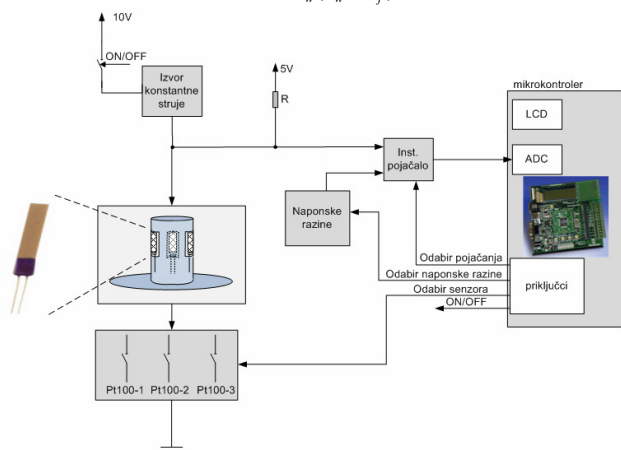 10V
ON/OFF
Izvor
konstantne
struje
5V
R
mikrokontroler
LCD
ADC
Inst.
pojačalo
Naponske
razine
Odabir pojačanja
Odabir naponske razine
Odabir senzora
ON/OFF
priključci
Pt100-1 Pt100-2 Pt100-3